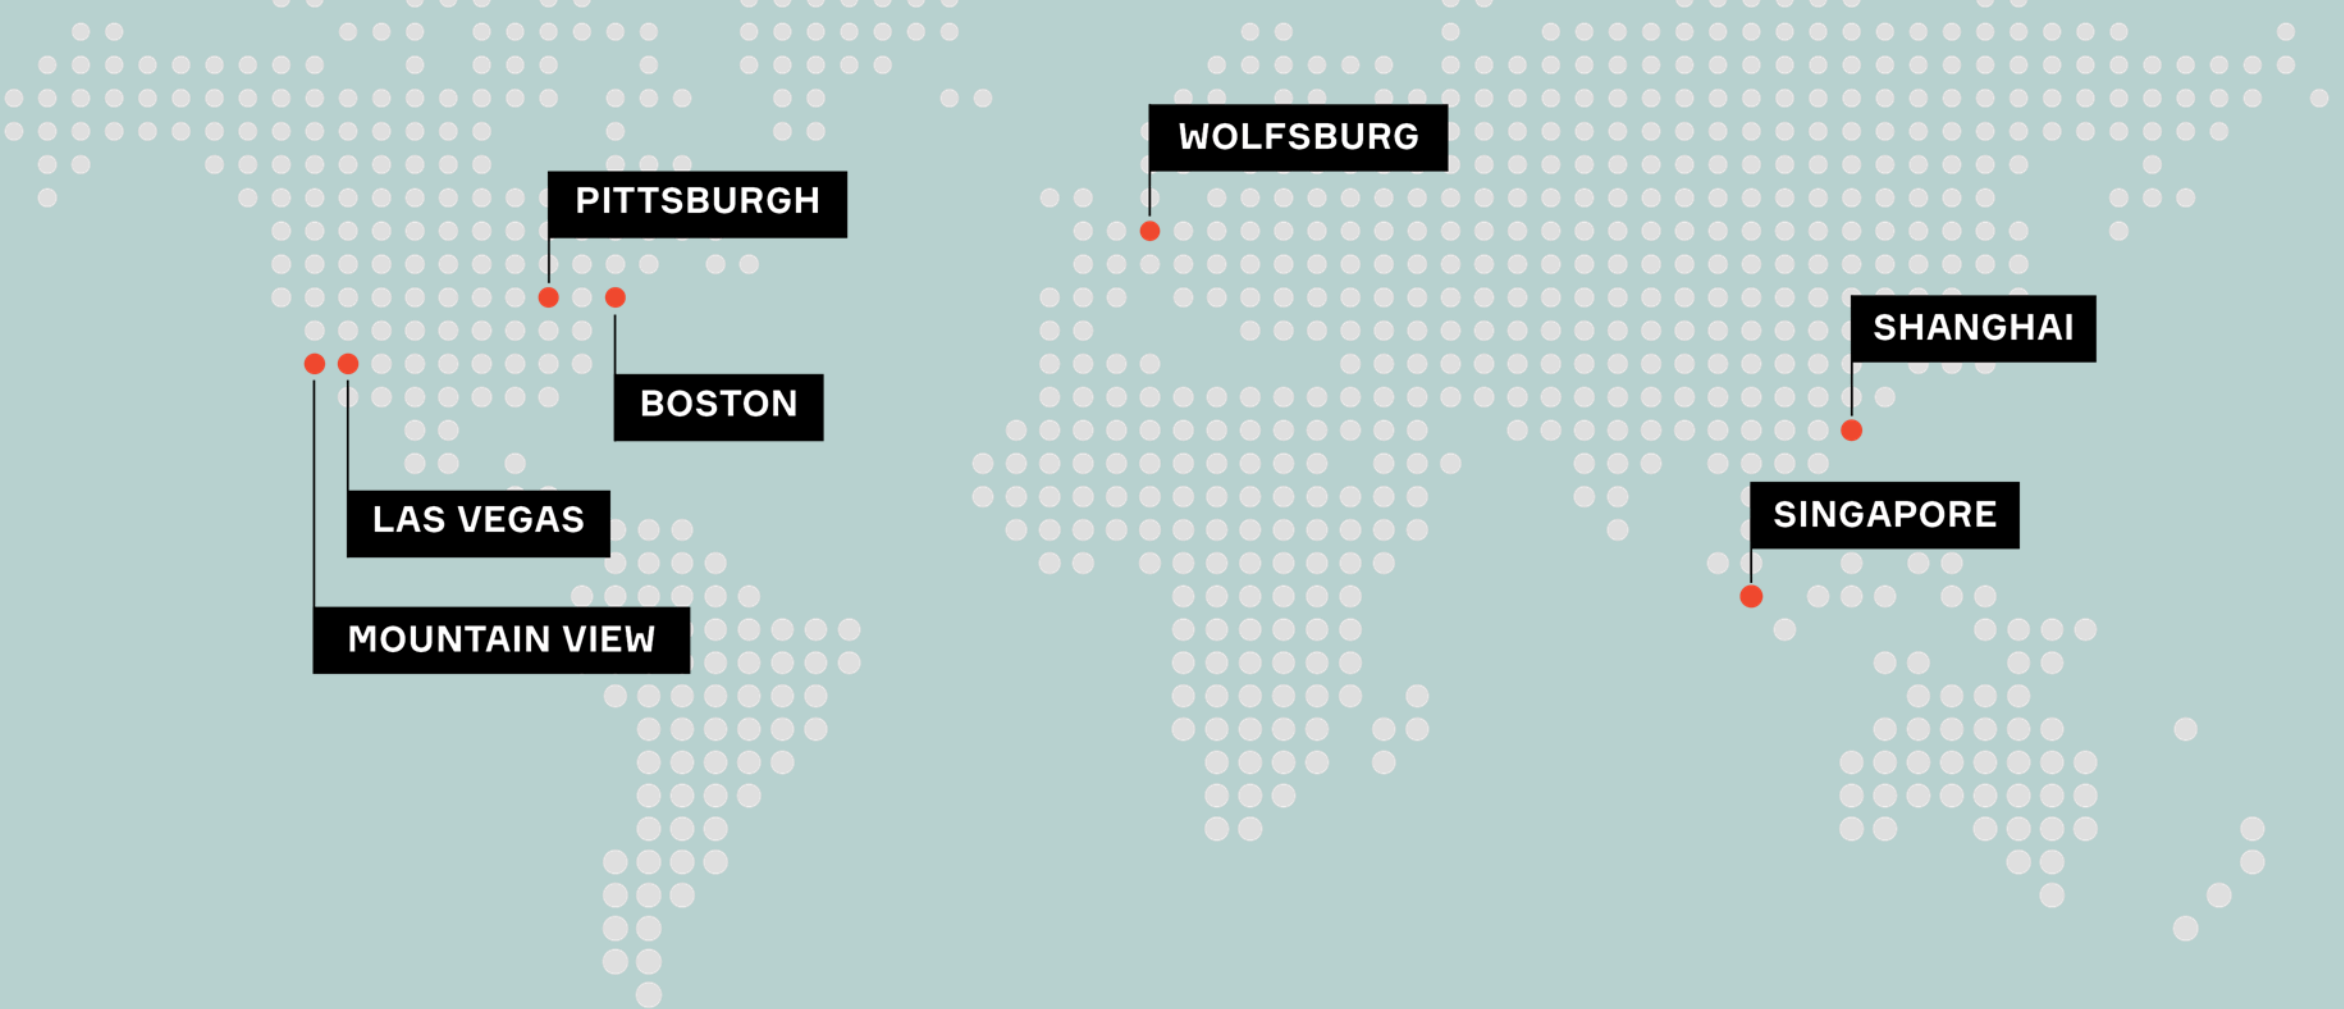 WOLFSBURG
PITTSBURGH
SHANGHAI
BOSTON
LAS VEGAS
SINGAPORE
MOUNTAIN VIEW